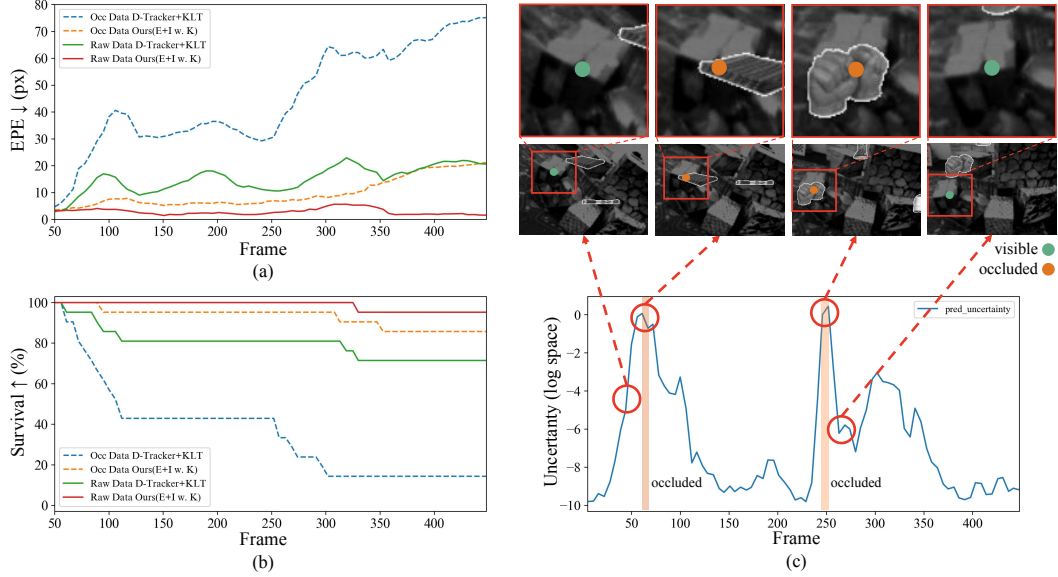 80
70
60
50
40
30
20
10
0
EPE ↓ (px)
Occ Data D-Tracker+KLT
Occ Data Ours(E+I w. K)
Raw Data D-Tracker+KLT
Raw Data Ours(E+I w. K)
50 100 150 200 250 300 350 400
Frame
(a)
100
80
60
40
20
0
Survival ↑ (%)
Occ Data D-Tracker+KLT
Occ Data Ours(E+I w. K)
Raw Data D-Tracker+KLT
Raw Data Ours(E+I w. K)
50 100 150 200 250 300 350 400
Frame
(b)
visible
occluded
0
−2
−4
−6
−8
−10
Uncertanty (log space)
pred_uncertainty
occluded
occluded
50 100 150 200 250 300 350 400
Frame
(c)